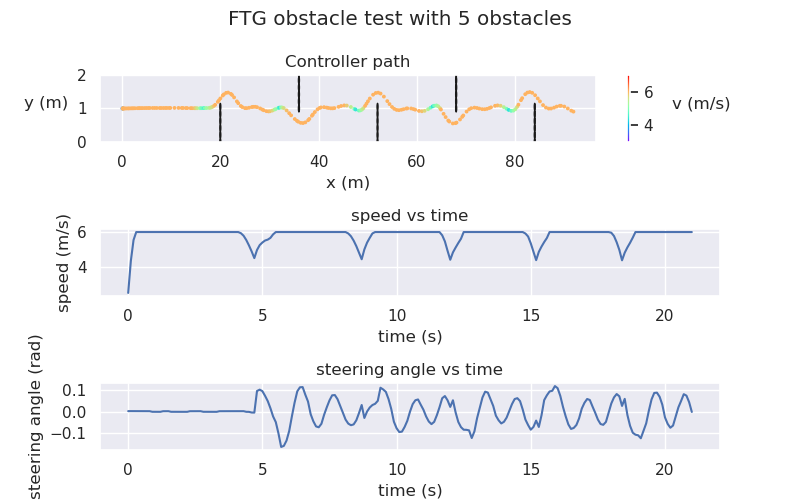 FTG obstacle test with 5 obstacles
Controller path
y (m)
2
1
0
0 20 40 60 80
x (m)
6
4
v (m/s)
speed vs time
speed (m/s)
6
4
0 5 10 15 20
time (s)
steering angle vs time
steering angle (rad)
0.1
0.0
−0.1
0 5 10 15 20
time (s)